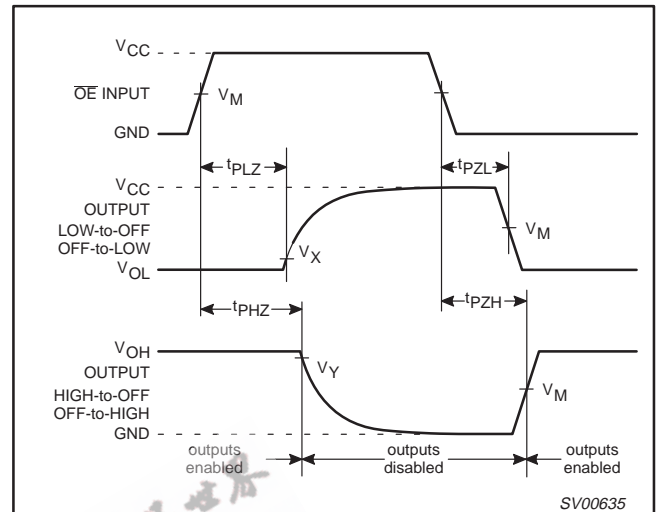 VCC
OE INPUT
VM
GND
tPLZ
tPZL
VCC
OUTPUT
LOW-to-OFF
OFF-to-LOW
VX
VM
VOL
tPHZ
tPZH
VOH
OUTPUT
VY
HIGH-to-OFF
OFF-to-HIGH
VM
GND
outputs enabled
outputs disabled
outputs enabled
SV00635